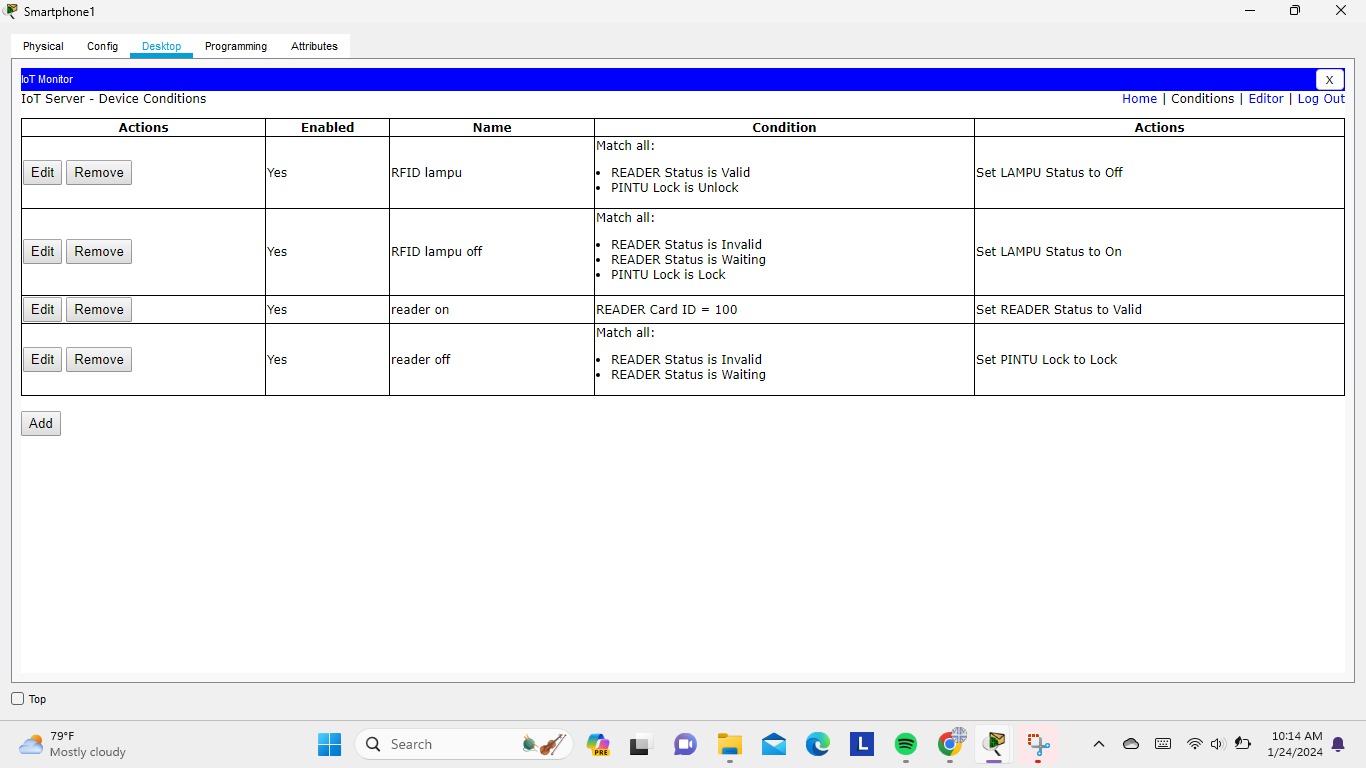 Smartphone1
Physical Config Desktop Programming Attributes
IoT Monitor X
IoT Server - Device Conditions Home | Conditions | Editor | Log Out
Actions Enabled Name Condition Actions
Edit Remove Yes RFID lampu Match all:
• READER Status is Valid
• PINTU Lock is Unlock
Set LAMPU Status to Off
Edit Remove Yes RFID lampu off Match all:
• READER Status is Invalid
• READER Status is Waiting
• PINTU Lock is Lock
Set LAMPU Status to On
Edit Remove Yes reader on READER Card ID = 100 Set READER Status to Valid
Edit Remove Yes reader off Match all:
• READER Status is Invalid
• READER Status is Waiting
Set PINTU Lock to Lock
Add
Top
79°F
Mostly cloudy
Search
PRE
L
10:14 AM
1/24/2024